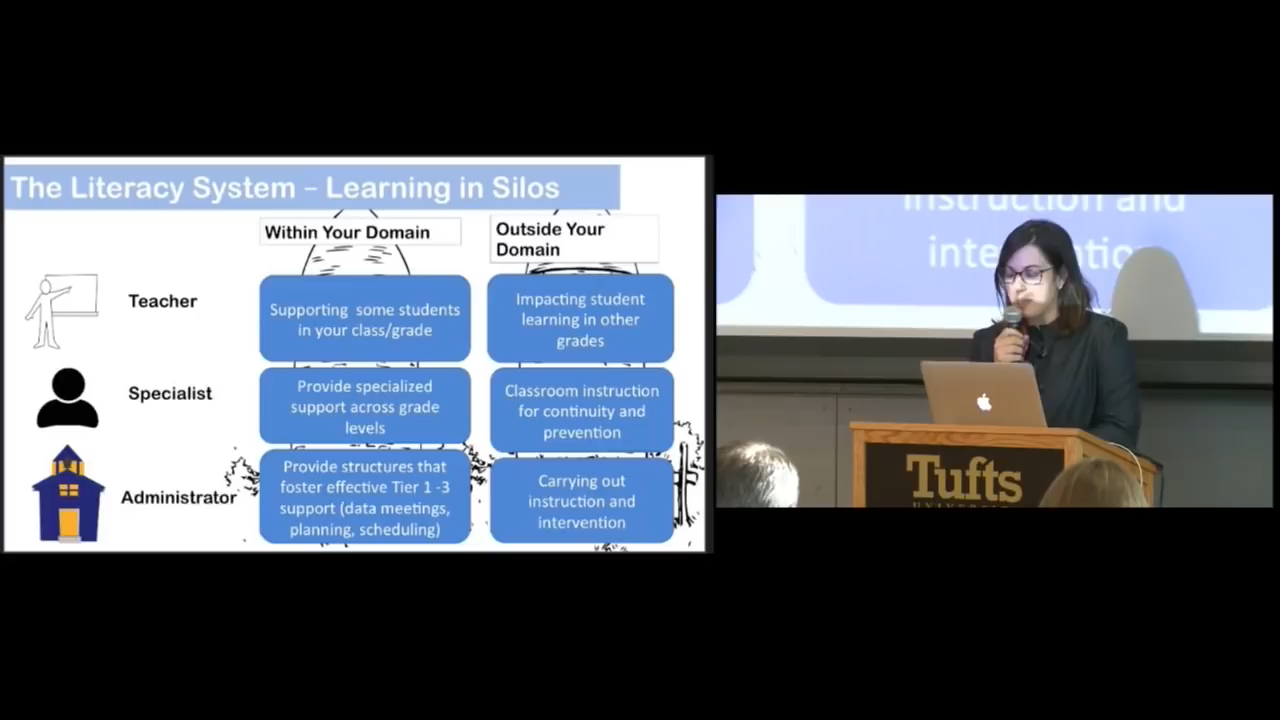 The Literacy System – Learning in Silos
Within Your Domain
Outside Your
Domain
Teacher
Supporting some students
in your class/grade
Impacting student
learning in other
grades
Specialist
Provide specialized
support across grade
levels
Classroom instruction
for continuity and
prevention
Administrator
Provide structures that
foster effective Tier 1 -3
support (data meetings,
planning, scheduling)
Carrying out
instruction and
intervention
instruction and
Tufts